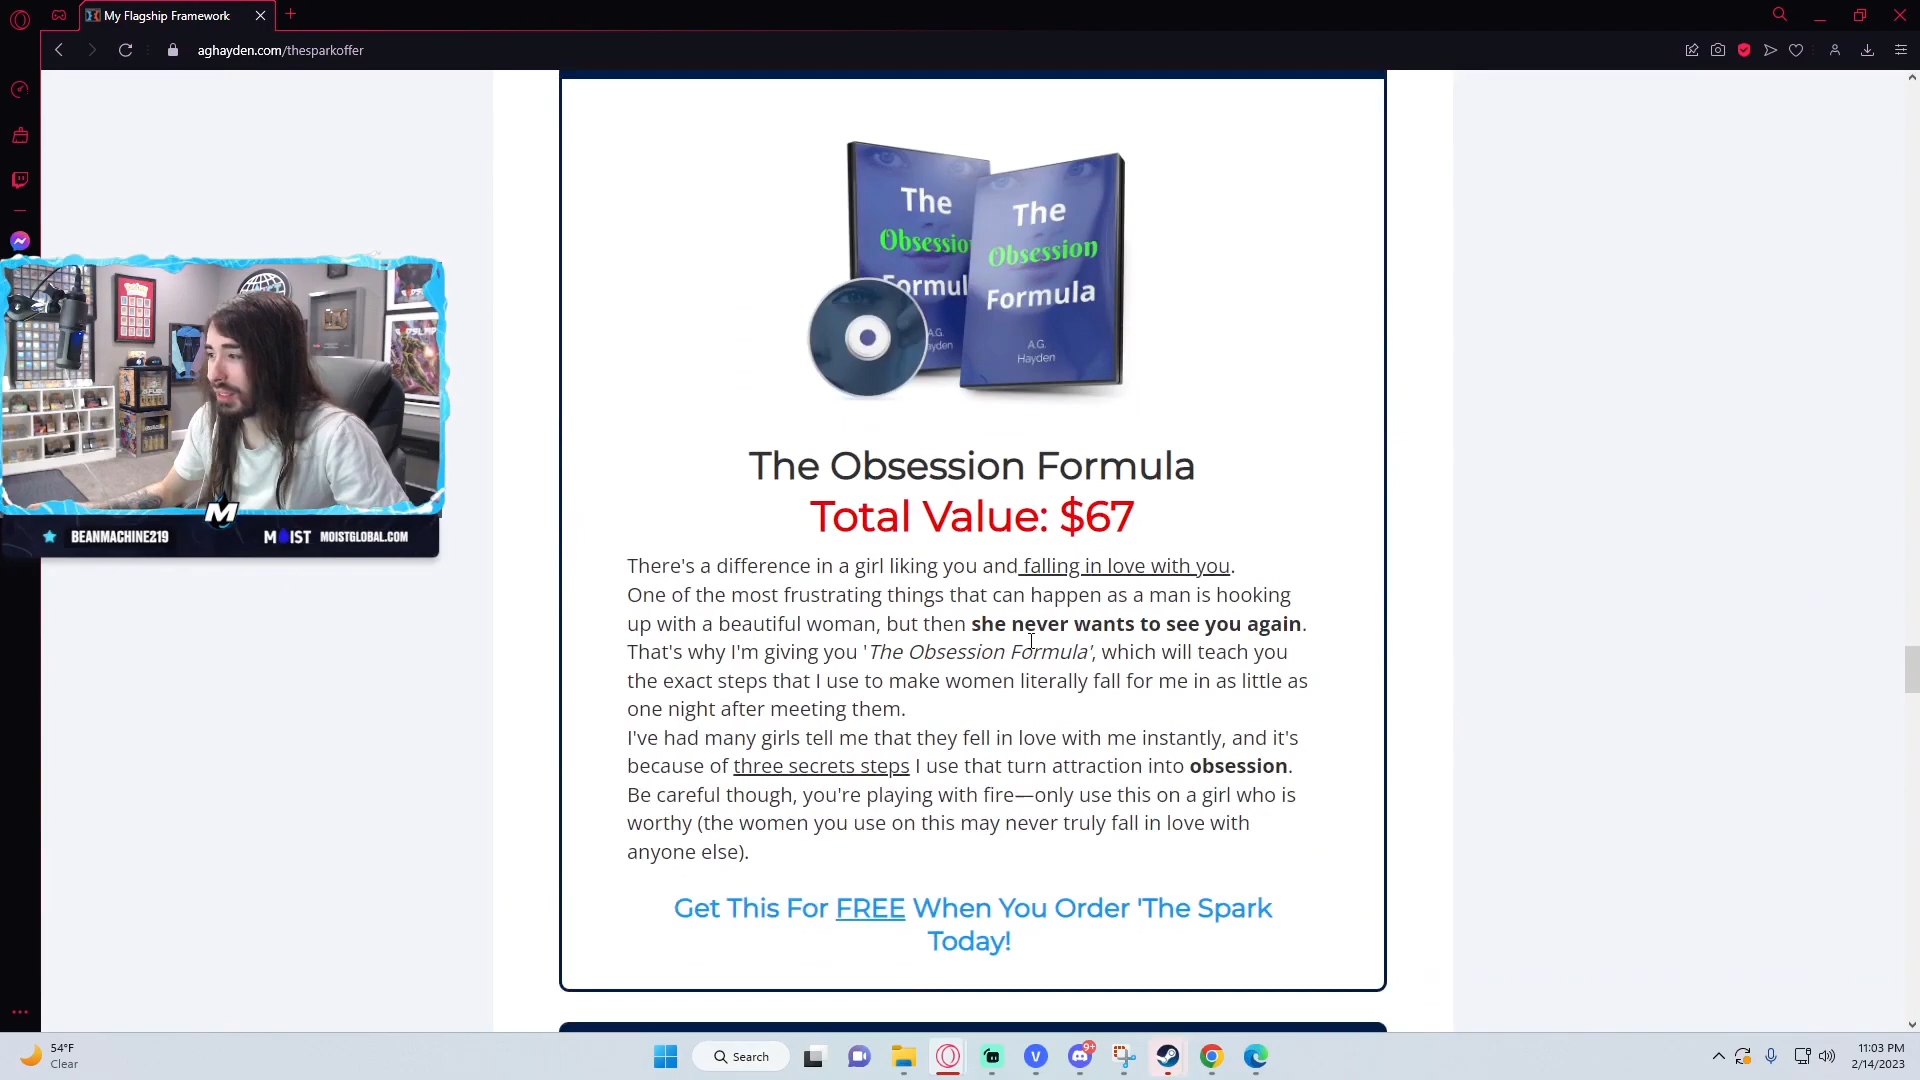 My Flagship Framework
aghayden.com/thesparkoffer
The
Obsessio
Formul
A.G.
ayden
The
Obsession
Formula
A.G.
Hayden
The Obsession Formula
Total Value: $67
There's a difference in a girl liking you and falling in love with you.
One of the most frustrating things that can happen as a man is hooking
up with a beautiful woman, but then she never wants to see you again.
That's why I'm giving you 'The Obsession Formula', which will teach you
the exact steps that I use to make women literally fall for me in as little as
one night after meeting them.
I've had many girls tell me that they fell in love with me instantly, and it's
because of three secrets steps I use that turn attraction into obsession.
Be careful though, you're playing with fire—only use this on a girl who is
worthy (the women you use on this may never truly fall in love with
anyone else).
Get This For FREE When You Order 'The Spark
Today!
M
BEANMACHINE219
MOIST
MOISTGLOBAL.COM
54°F
Clear
Search
9+
11:03 PM
2/14/2023